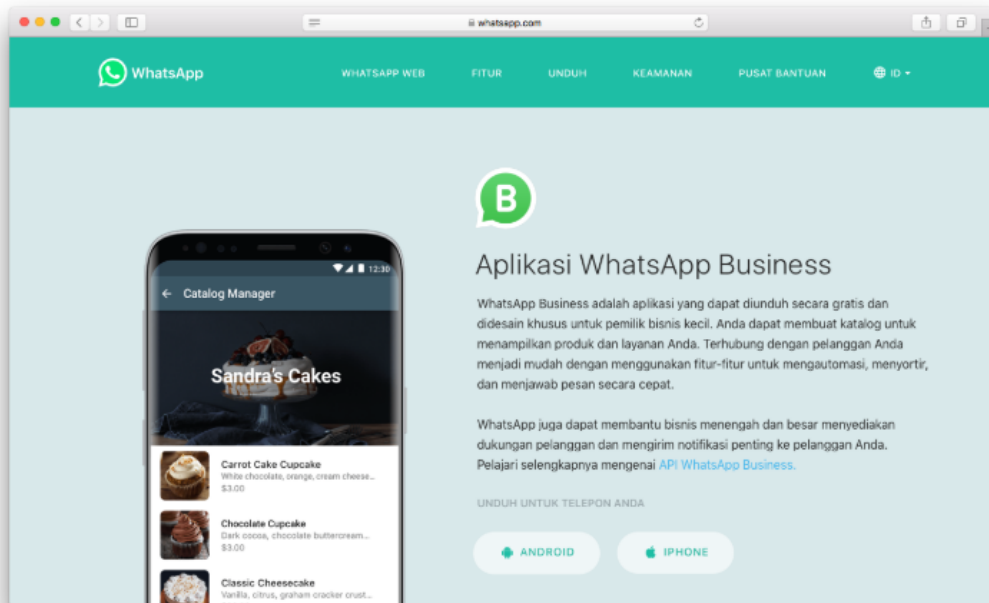 whatsapp.com
WhatsApp
WHATSAPP WEB
FITUR
UNDUH
KEAMANAN
PUSAT BANTUAN
ID
B
12:30
Catalog Manager
Sandra's Cakes
Carrot Cake Cupcake
White chocolate, orange, cream cheese...
$3.00
Chocolate Cupcake
Dark cocoa, chocolate buttercream...
$3.00
Classic Cheesecake
Vanilla, citrus, graham cracker crust...
Aplikasi WhatsApp Business
WhatsApp Business adalah aplikasi yang dapat diunduh secara gratis dan
didesain khusus untuk pemilik bisnis kecil. Anda dapat membuat katalog untuk
menampilkan produk dan layanan Anda. Terhubung dengan pelanggan Anda
menjadi mudah dengan menggunakan fitur-fitur untuk mengautomasi, menyortir,
dan menjawab pesan secara cepat.
WhatsApp juga dapat membantu bisnis menengah dan besar menyediakan
dukungan pelanggan dan mengirim notifikasi penting ke pelanggan Anda.
Pelajari selengkapnya mengenai API WhatsApp Business.
UNDUH UNTUK TELEPON ANDA
ANDROID
IPHONE